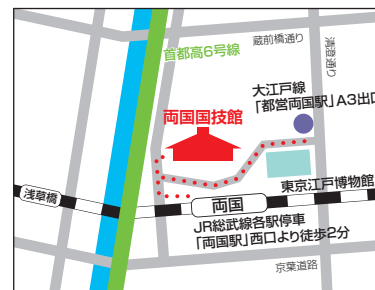 蔵前橋通り
清澄通り
首都高6号線
大江戸線
「都営両国駅」A3出口
両国国技館
東京江戸博物館
浅草橋
両国
JR総武線各駅停車
「両国駅」西口より徒歩2分
京葉道路